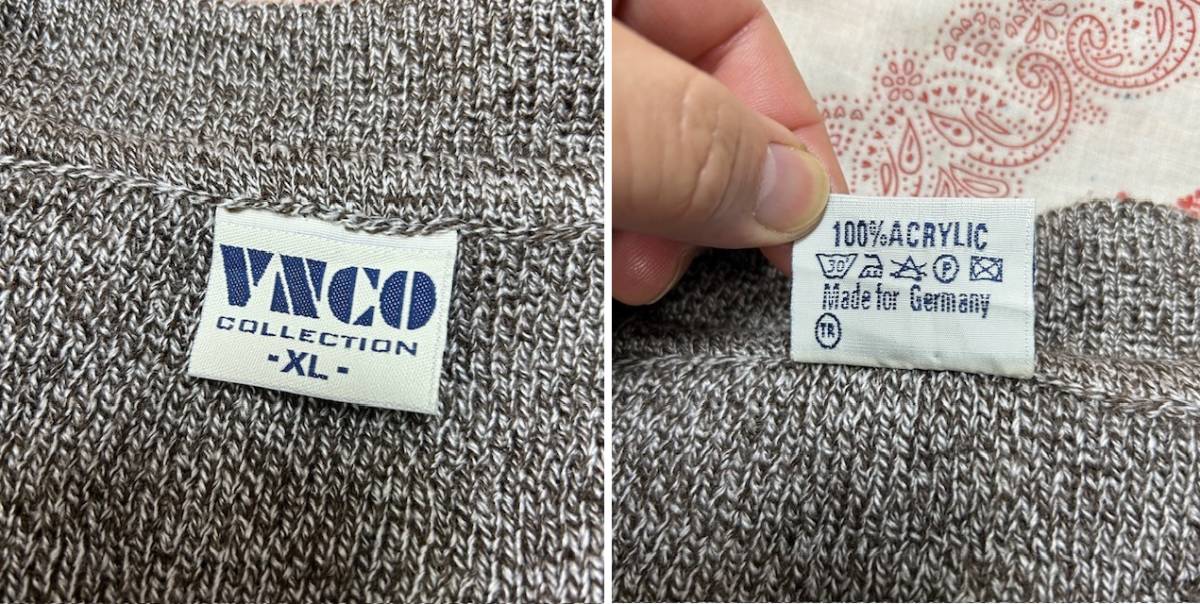 VNCO
COLLECTION
-XL-
100%ACRYLIC
30° P
Made for Germany
TR